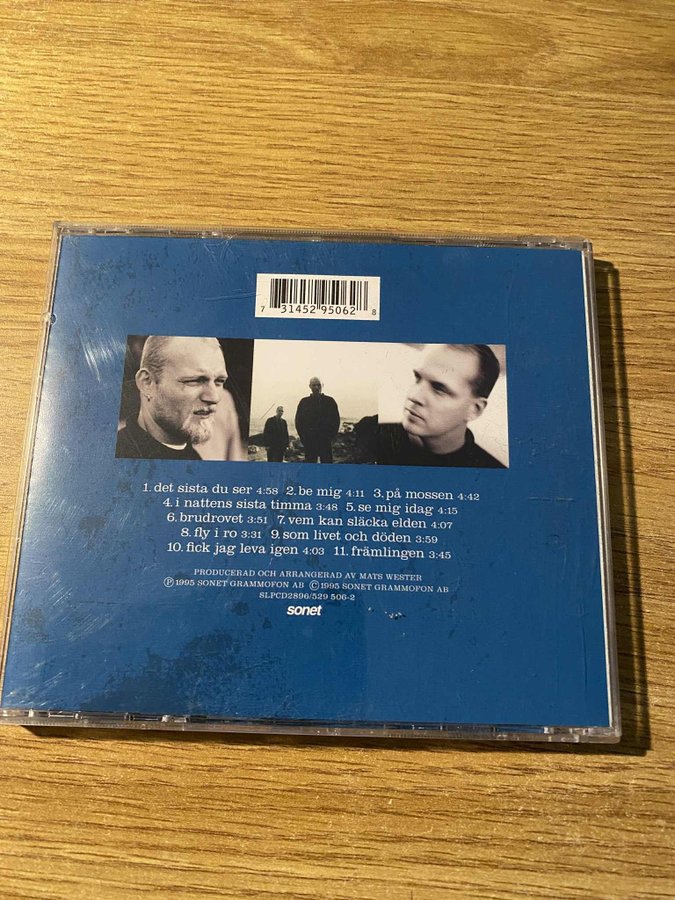 7 31452 95062 8
1. det sista du ser 4:58 2. be mig 4:11 3. på mossen 4:42
4. i nattens sista timma 3:48 5. se mig idag 4:15
6. brudrovet 3:51 7. vem kan släcka elden 4:07
8. fly i ro 3:31 9. som livet och döden 3:59
10. fick jag leva igen 4:03 11. främlingen 3:45
PRODUCERAD OCH ARRANGERAD AV MATS WESTER
Ⓟ 1995 SONET GRAMMOFON AB © 1995 SONET GRAMMOFON AB
SLPCD2896/529 506-2
sonet